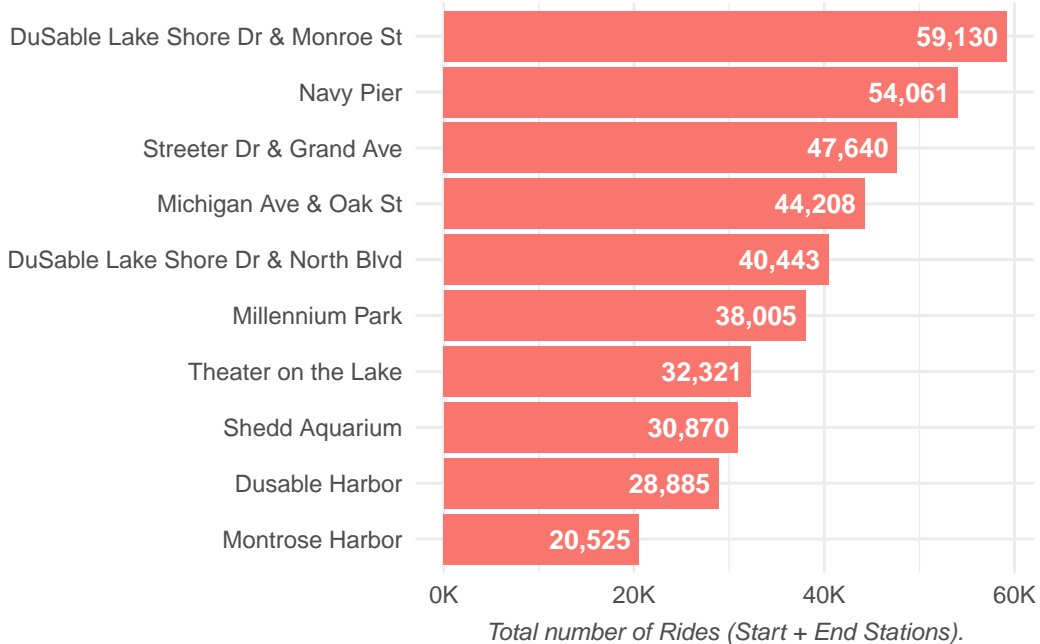 DuSable Lake Shore Dr & Monroe St 59,130
Navy Pier 54,061
Streeter Dr & Grand Ave 47,640
Michigan Ave & Oak St 44,208
DuSable Lake Shore Dr & North Blvd 40,443
Millennium Park 38,005
Theater on the Lake 32,321
Shedd Aquarium 30,870
Dusable Harbor 28,885
Montrose Harbor 20,525
0K 20K 40K 60K
Total number of Rides (Start + End Stations).